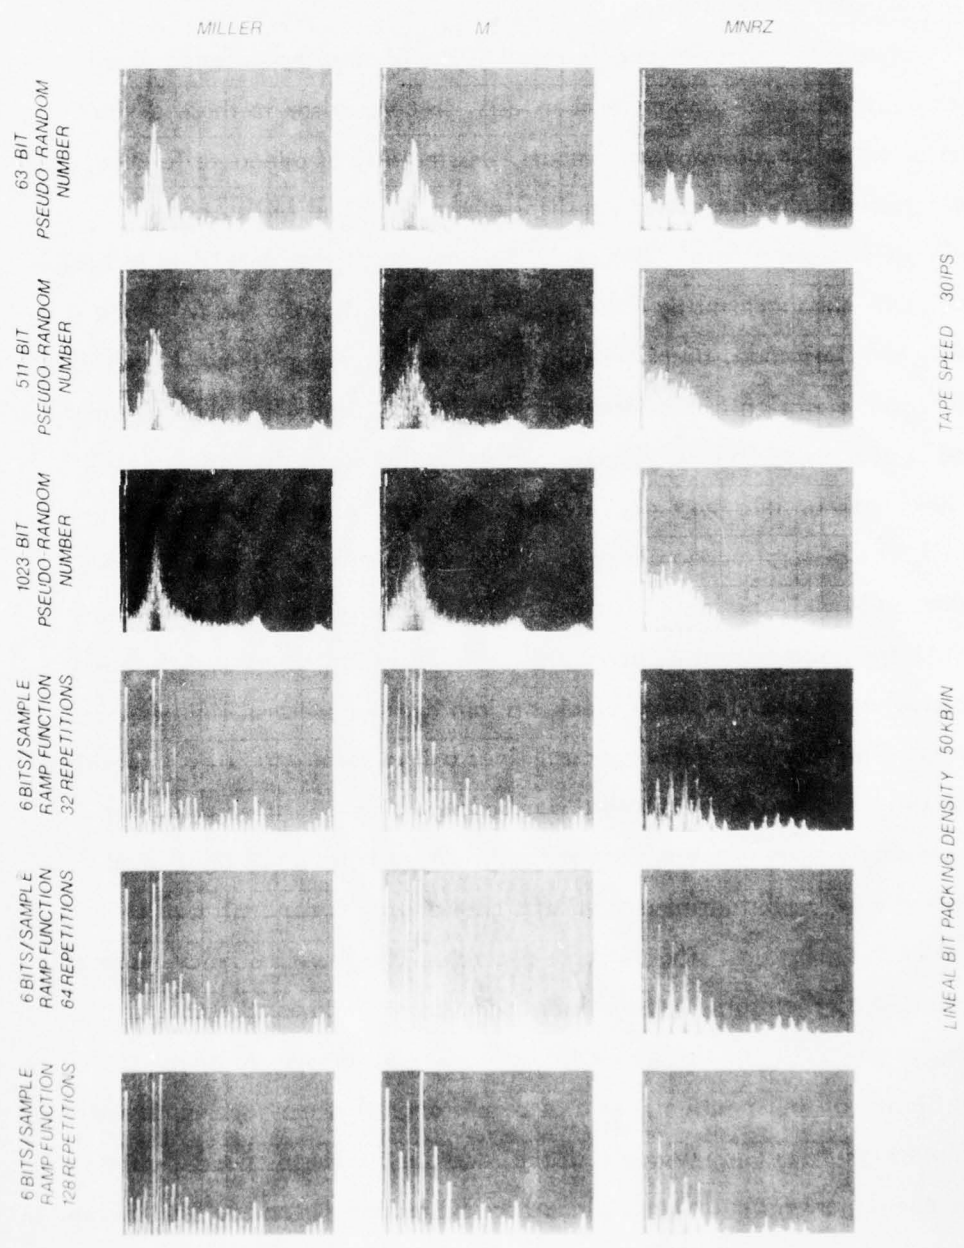 MILLER
M²
MNRZ
63 BIT
PSEUDO RANDOM
NUMBER
511 BIT
PSEUDO RANDOM
NUMBER
1023 BIT
PSEUDO-RANDOM
NUMBER
6 BITS/SAMPLE
RAMP FUNCTION
32 REPETITIONS
6 BITS/SAMPLE
RAMP FUNCTION
64 REPETITIONS
6 BITS/SAMPLE
RAMP FUNCTION
128 REPETITIONS
LINEAL BIT PACKING DENSITY 50KB/IN
TAPE SPEED 30IPS